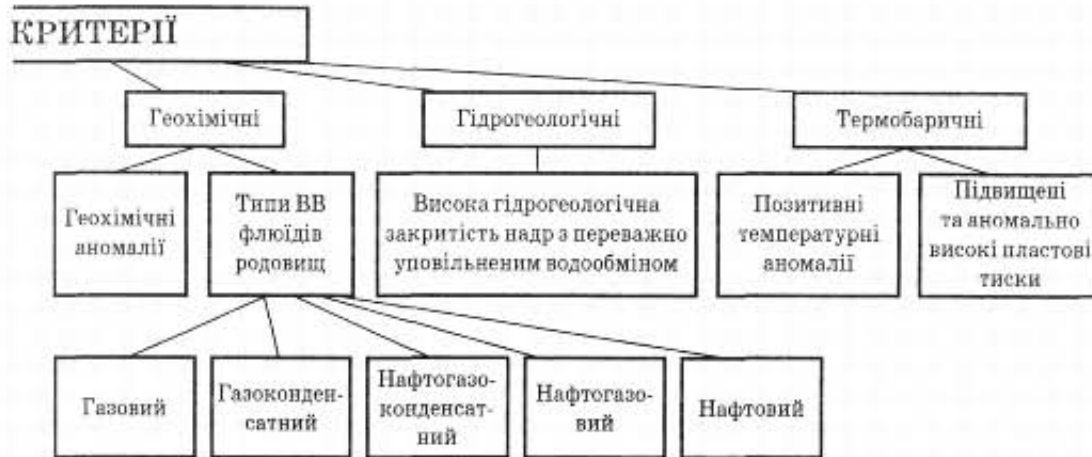 КРИТЕРІЇ
Геохімічні
Гідрогеологічні
Термобаричні
Геохімічні
аномалії
Типи ВВ
флюїдів
родовищ
Висока гідрогеологічна
закритість надр з переважно
уповільненим водообміном
Позитивні
температурні
аномалії
Підвищені
та аномально
високі пластові
тиски
Газовий
Газоконден-
сатний
Нафтогазо-
конденсат-
ний
Нафтогазо-
вий
Нафтовий